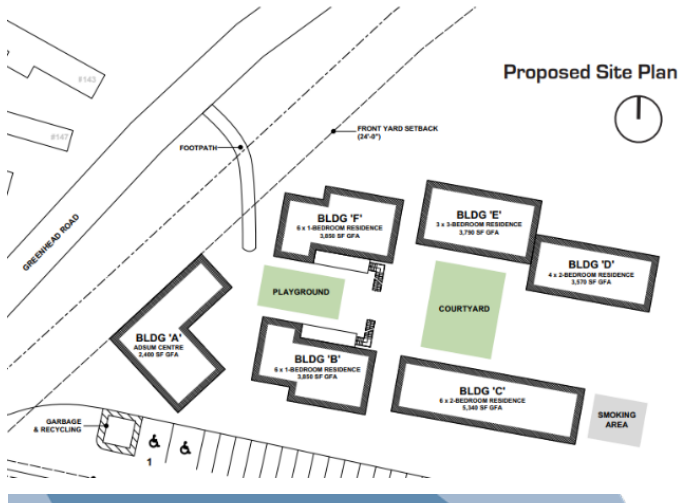 Proposed Site Plan
#143
#147
FOOTPATH
FRONT YARD SETBACK
(24'-0")
GREENHEAD ROAD
BLDG 'F'
6 x 1-BEDROOM RESIDENCE
3,850 SF GFA
BLDG 'E'
3 x 3-BEDROOM RESIDENCE
3,790 SF GFA
BLDG 'D'
4 x 2-BEDROOM RESIDENCE
3,570 SF GFA
PLAYGROUND
COURTYARD
BLDG 'A'
ADSUM CENTRE
2,460 SF GFA
BLDG 'B'
6 x 1-BEDROOM RESIDENCE
3,850 SF GFA
BLDG 'C'
6 x 2-BEDROOM RESIDENCE
5,340 SF GFA
SMOKING
AREA
GARBAGE
& RECYCLING
1